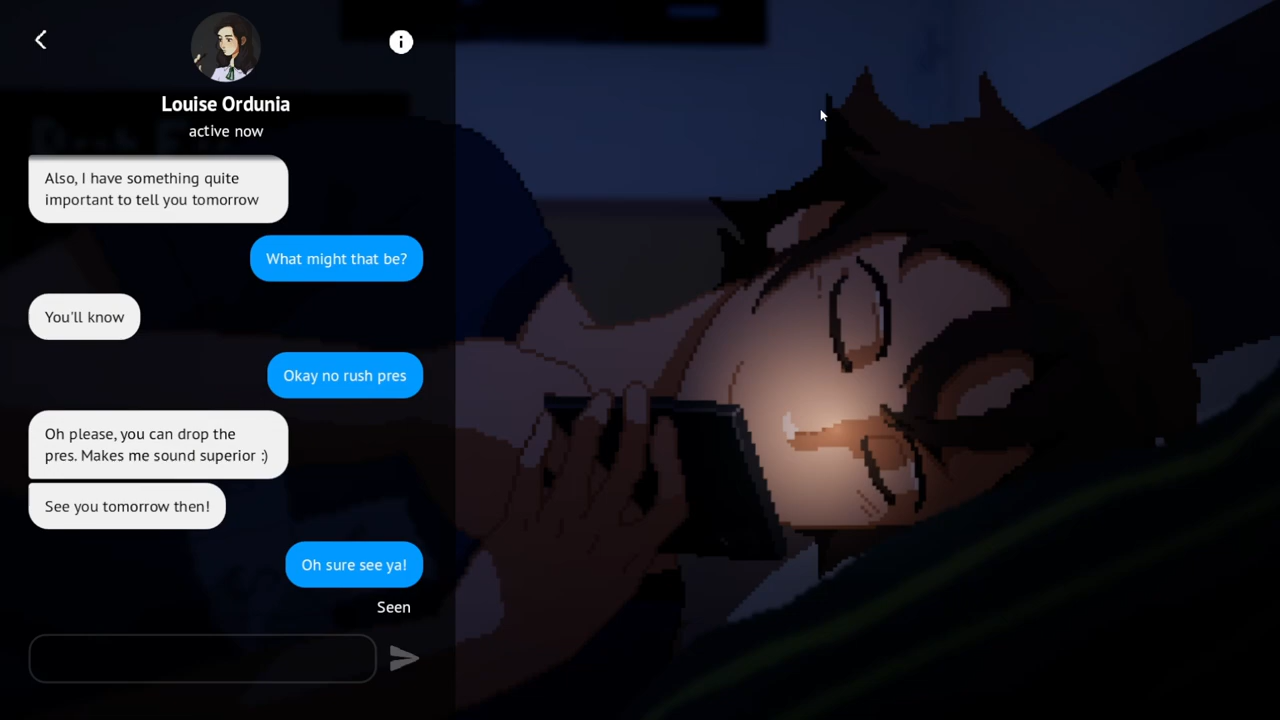 Louise Ordunia
active now
Also, I have something quite
important to tell you tomorrow
What might that be?
You'll know
Okay no rush pres
Oh please, you can drop the
pres. Makes me sound superior :)
See you tomorrow then!
Oh sure see ya!
Seen